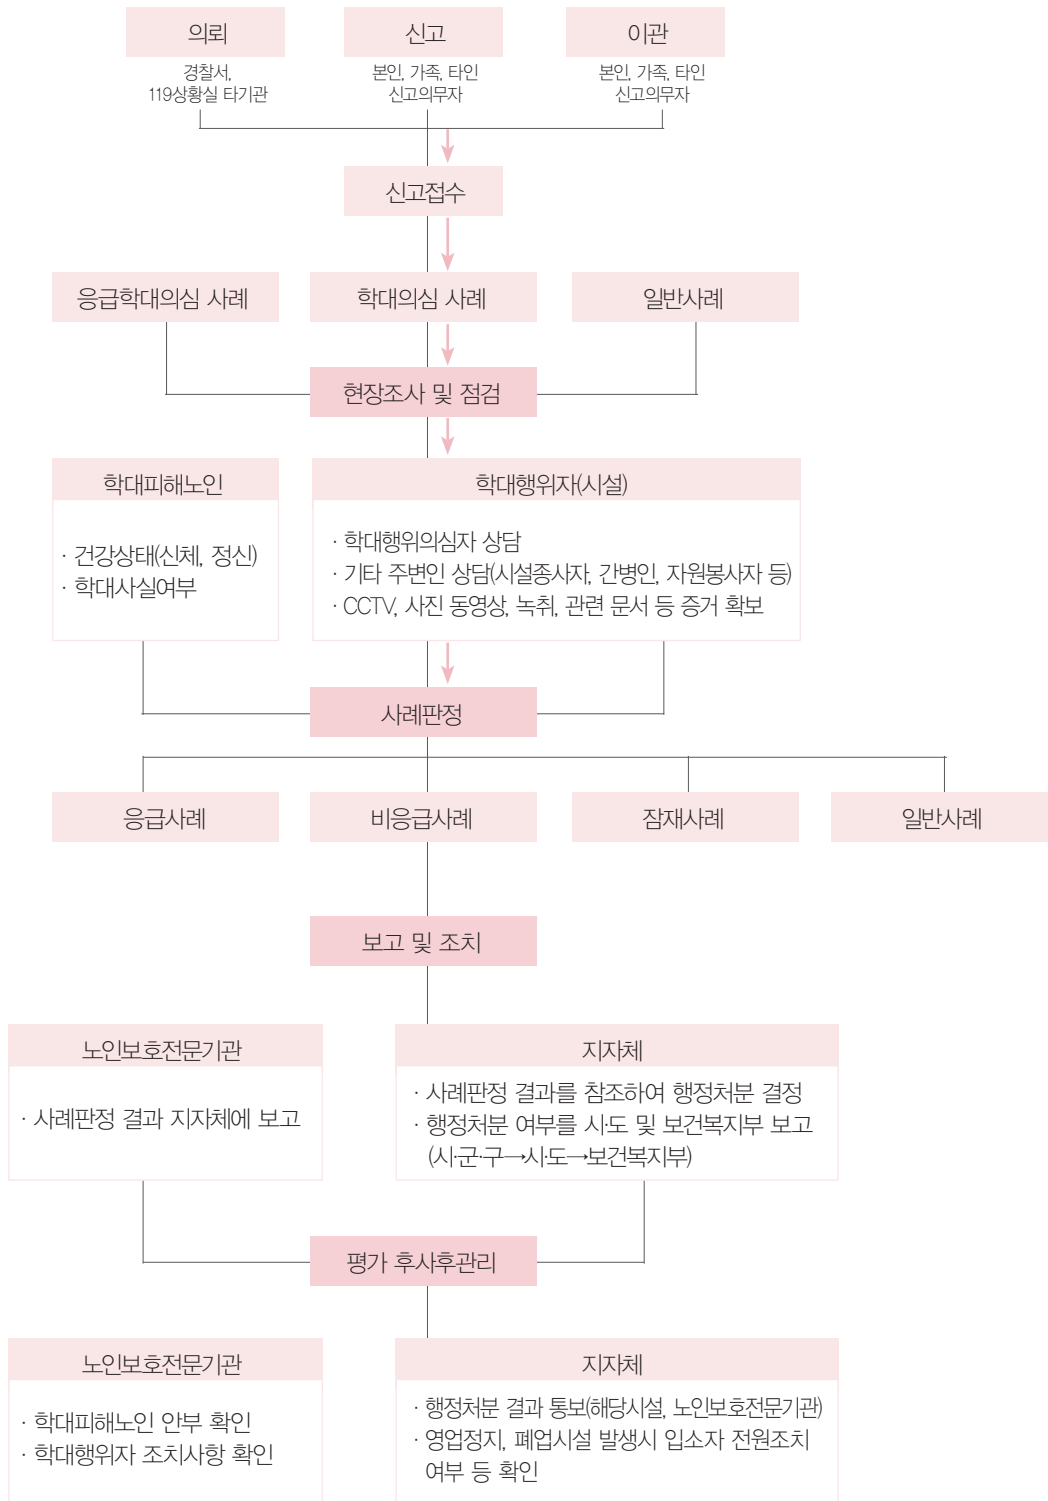 의뢰
신고
이관
경찰서,
119상황실 타기관
본인, 가족, 타인
신고의무자
본인, 가족, 타인
신고의무자
신고접수
응급학대의심 사례
학대의심 사례
일반사례
현장조사 및 점검
학대피해노인
· 건강상태(신체, 정신)
· 학대사실여부
학대행위자(시설)
· 학대행위의심자 상담
· 기타 주변인 상담(시설종사자, 간병인, 자원봉사자 등)
· CCTV, 사진 동영상, 녹취, 관련 문서 등 증거 확보
사례판정
응급사례
비응급사례
잠재사례
일반사례
보고 및 조치
노인보호전문기관
· 사례판정 결과 지자체에 보고
지자체
· 사례판정 결과를 참조하여 행정처분 결정
· 행정처분 여부를 시·도 및 보건복지부 보고
(시·군·구→시·도→보건복지부)
평가 후사후관리
노인보호전문기관
· 학대피해노인 안부 확인
· 학대행위자 조치사항 확인
지자체
· 행정처분 결과 통보(해당시설, 노인보호전문기관)
· 영업정지, 폐업시설 발생시 입소자 전원조치
여부 등 확인